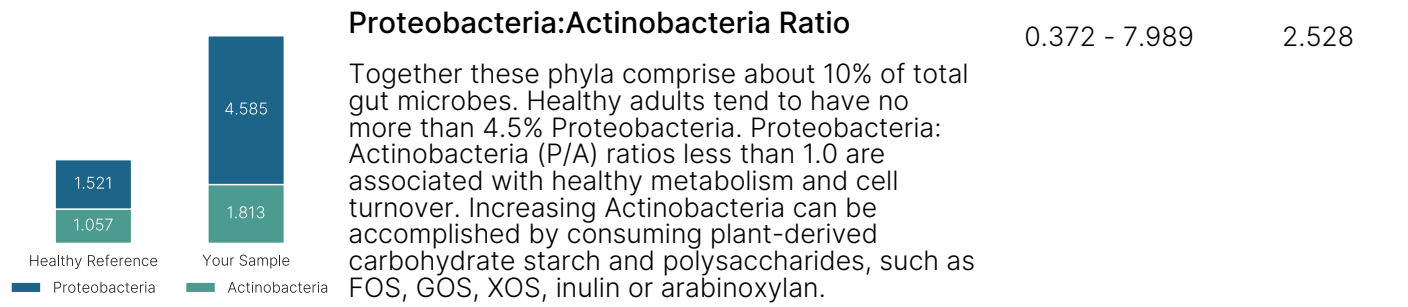 4.585
1.813
1.521
1.057
Healthy Reference
Your Sample
Proteobacteria
Actinobacteria
Proteobacteria:Actinobacteria Ratio
0.372 - 7.989
2.528
Together these phyla comprise about 10% of total
gut microbes. Healthy adults tend to have no
more than 4.5% Proteobacteria. Proteobacteria:
Actinobacteria (P/A) ratios less than 1.0 are
associated with healthy metabolism and cell
turnover. Increasing Actinobacteria can be
accomplished by consuming plant-derived
carbohydrate starch and polysaccharides, such as
FOS, GOS, XOS, inulin or arabinoxylan.